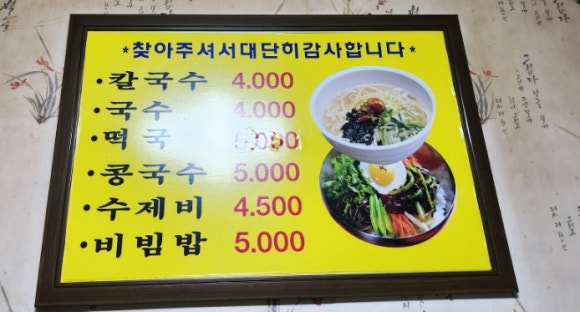 *찾아주셔서대단히감사합니다*
•칼국수 4.000
•국수 4.000
•떡국 5.000
•콩국수 5.000
•수제비 4.500
•비빔밥 5.000